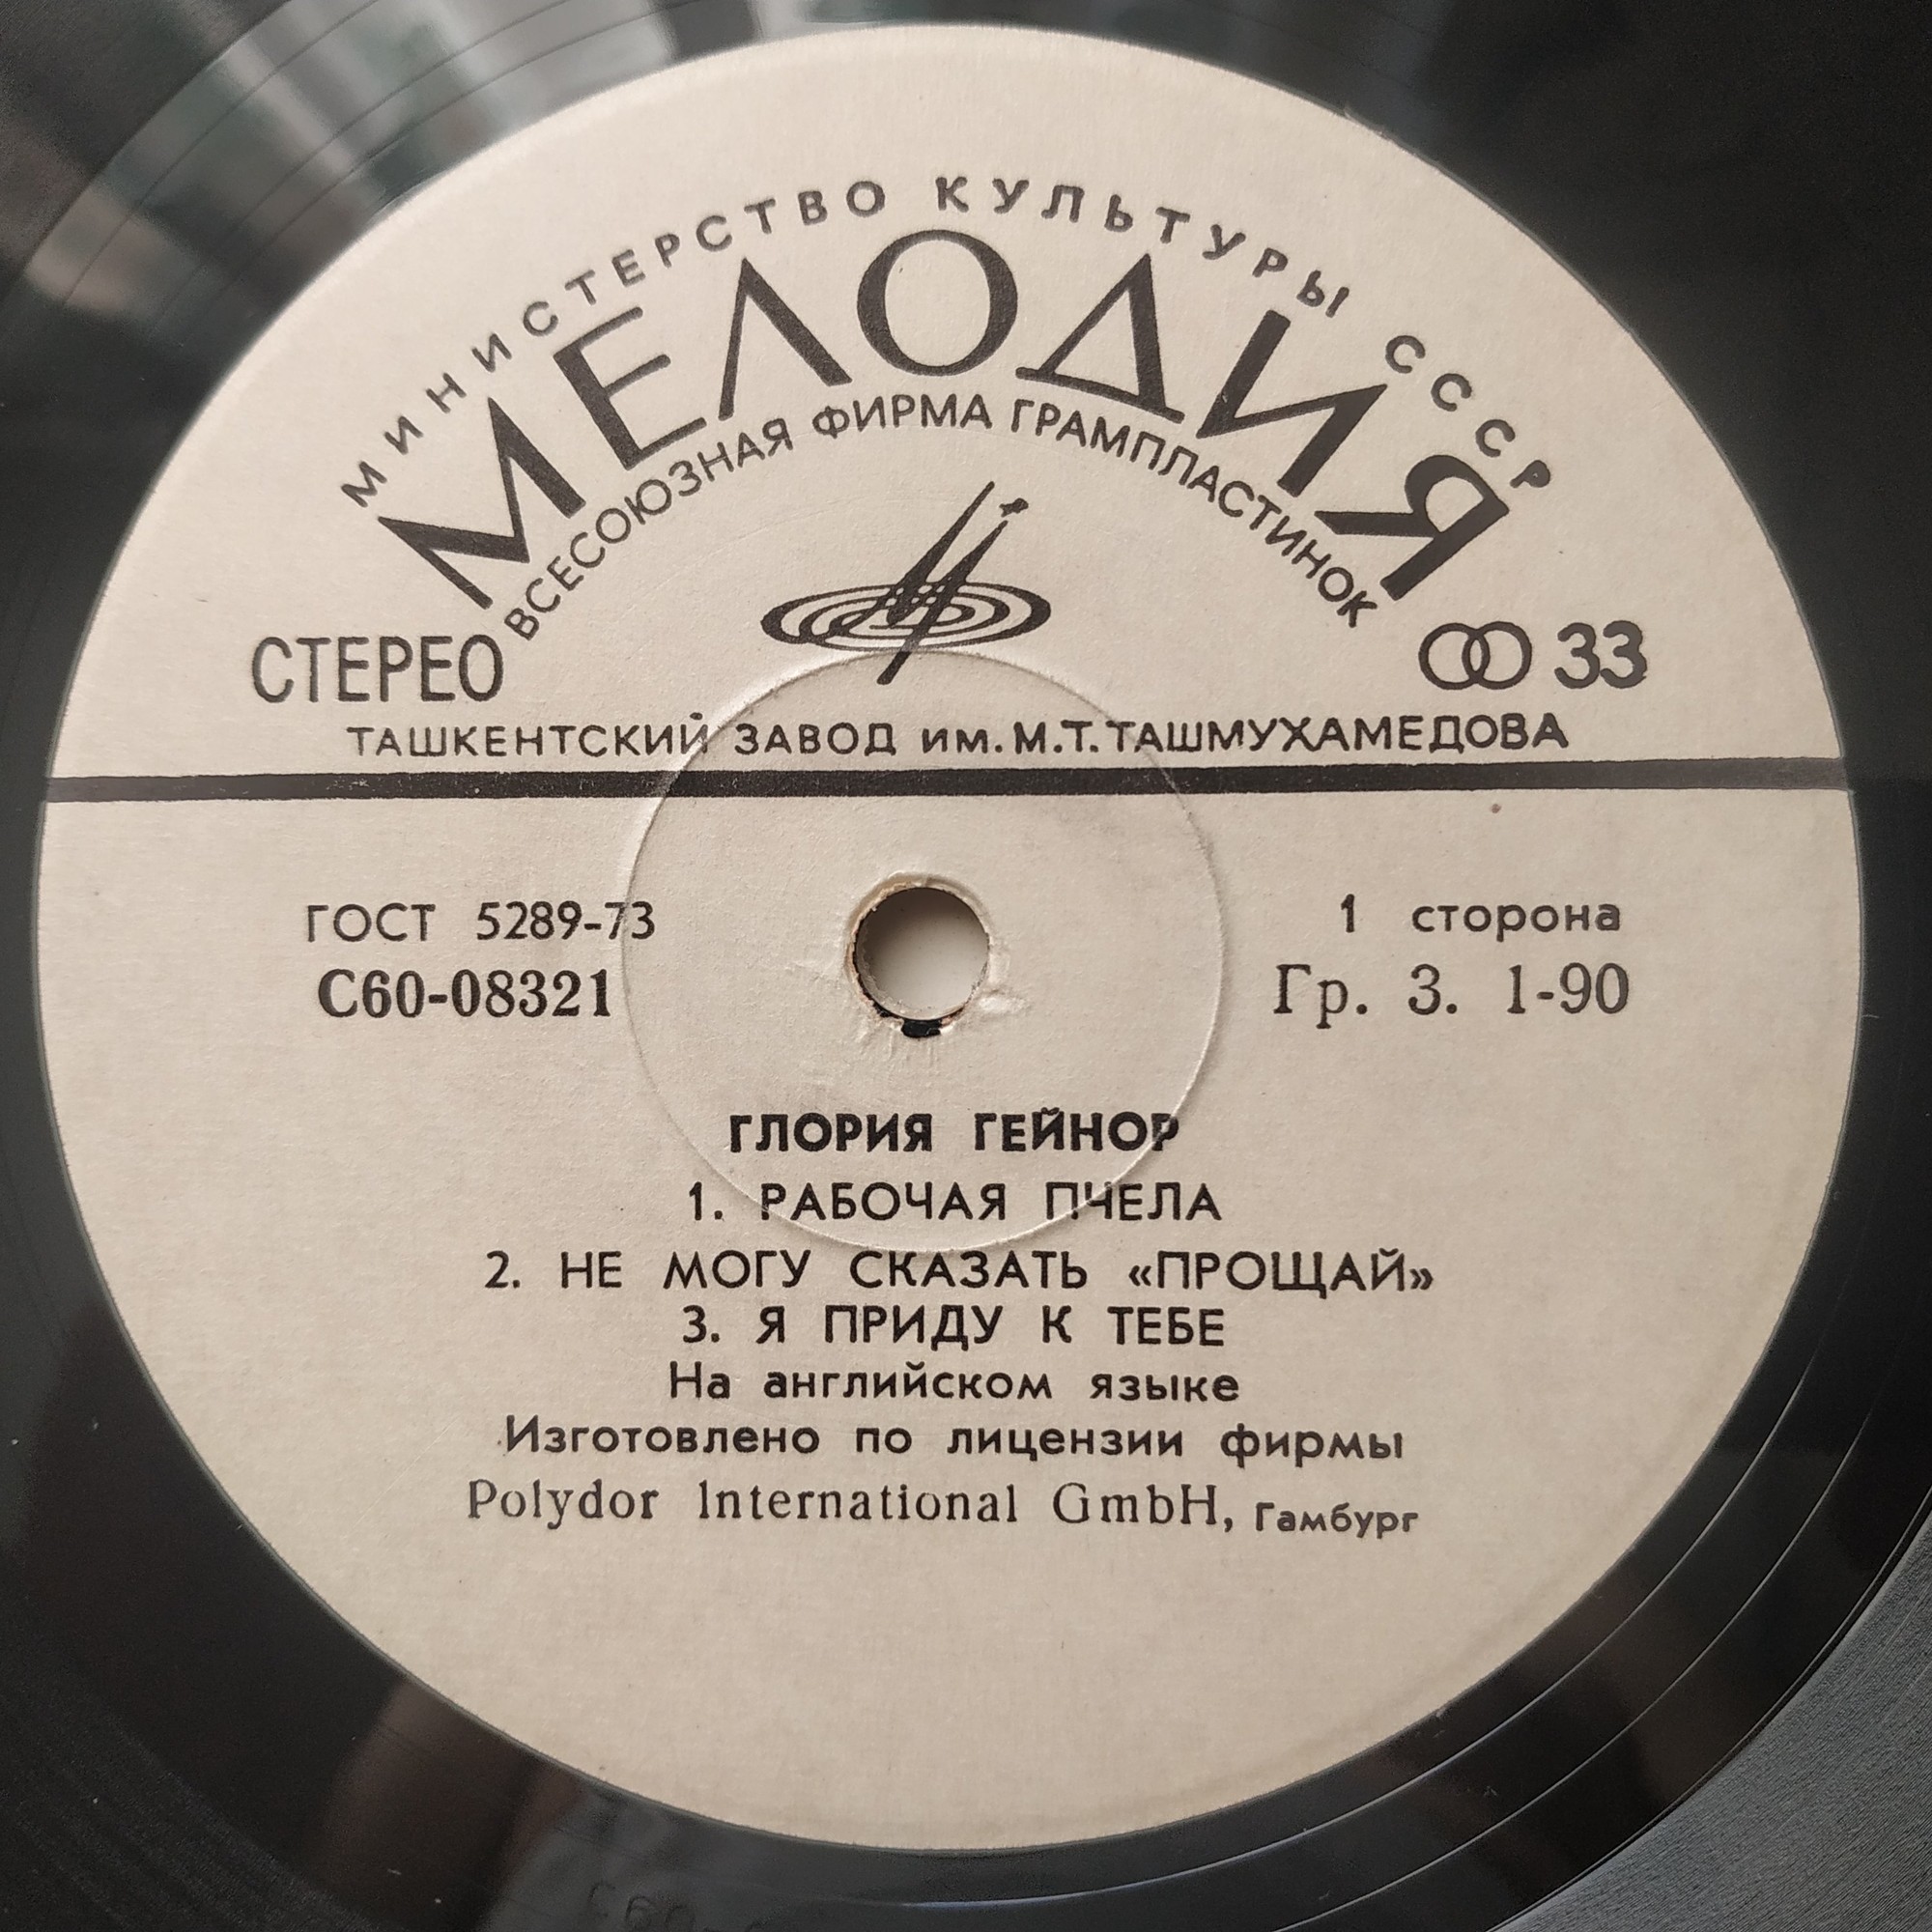 МИНИСТЕРСТВО КУЛЬТУРЫ СССР
МЕЛОДИЯ
ВСЕСОЮЗНАЯ ФИРМА ГРАМПЛАСТИНОК
СТЕРЕО
33
ТАШКЕНТСКИЙ ЗАВОД им. М.Т. ТАШМУХАМЕДОВА
ГОСТ 5289-73
1 сторона
С60-08321
Гр. 3. 1-90
ГЛОРИЯ ГЕЙНОР
1. РАБОЧАЯ ПЧЕЛА
2. НЕ МОГУ СКАЗАТЬ «ПРОЩАЙ»
3. Я ПРИДУ К ТЕБЕ
На английском языке
Изготовлено по лицензии фирмы
Polydor International GmbH, Гамбург